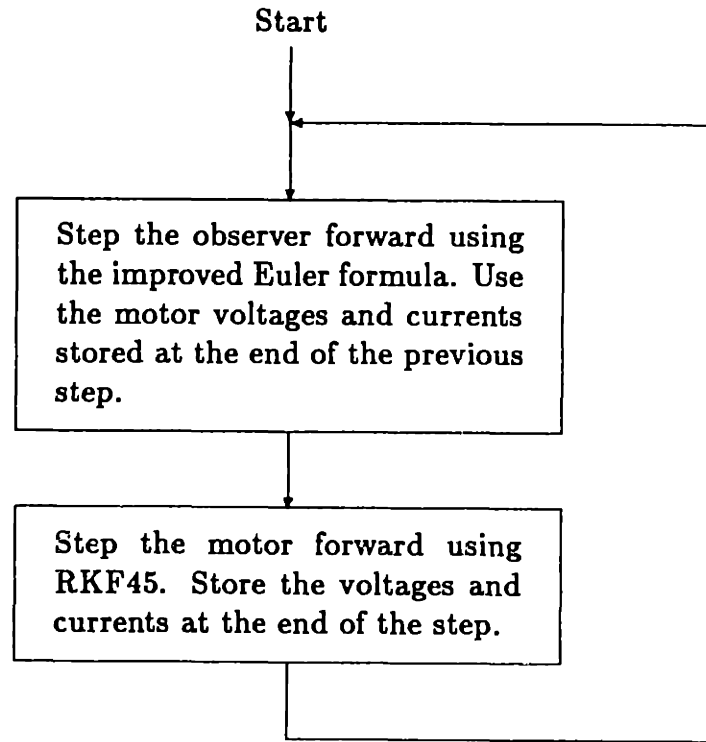 Start
Step the observer forward using
the improved Euler formula. Use
the motor voltages and currents
stored at the end of the previous
step.
Step the motor forward using
RKF45. Store the voltages and
currents at the end of the step.